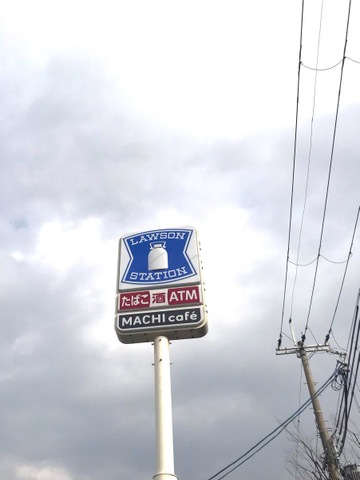 LAWSON
STATION
たばこ 酒 ATM
MACHI café